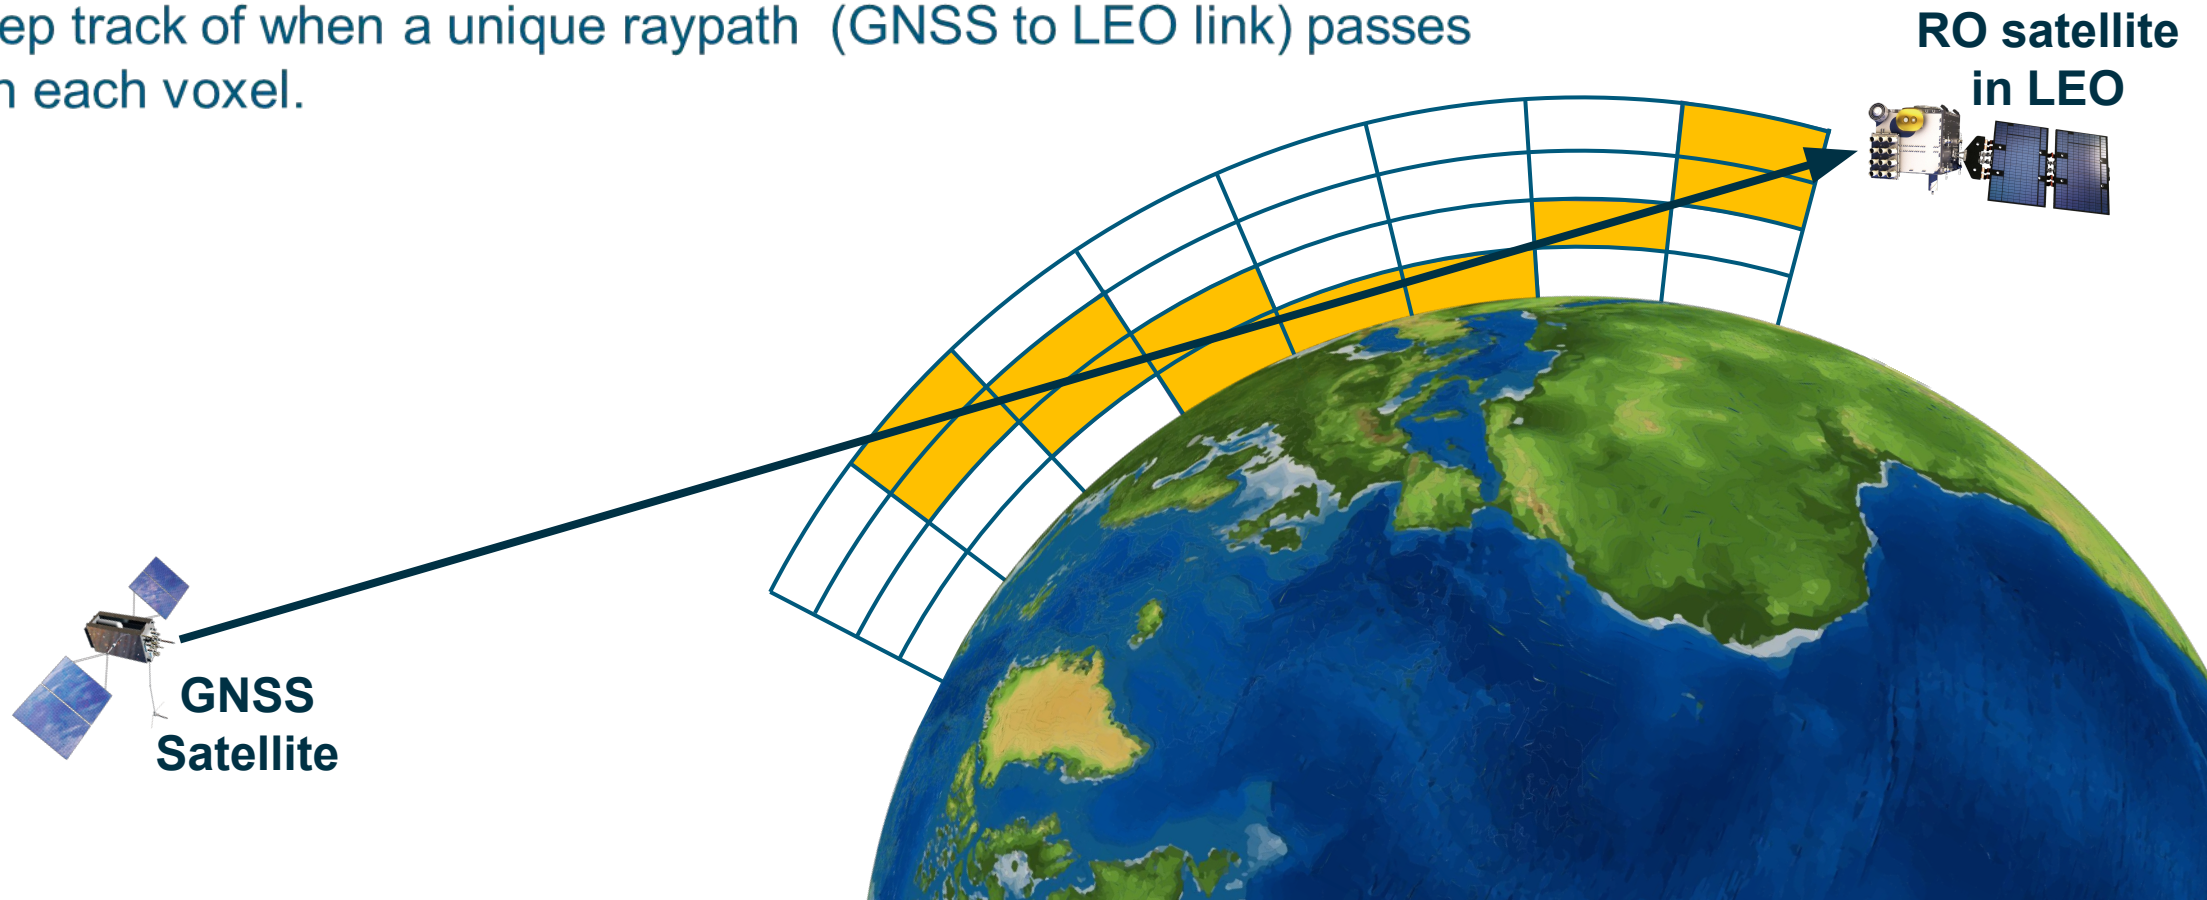 ep track of when a unique raypath (GNSS to LEO link) passes
n each voxel.
RO satellite
in LEO
GNSS
Satellite